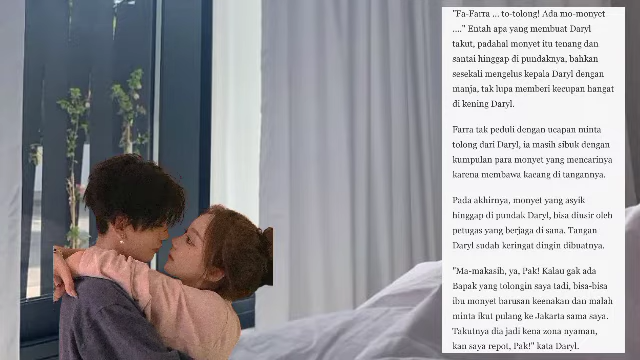 "Fa-Farra ... to-tolong! Ada mo-monyet
...." Entah apa yang membuat Daryl
takut, padahal monyet itu tenang dan
santai hinggap di pundaknya, bahkan
sesekali mengelus kepala Daryl dengan
manja, tak lupa memberi kecupan hangat
di kening Daryl.
Farra tak peduli dengan ucapan minta
tolong dari Daryl, ia masih sibuk dengan
kumpulan para monyet yang mencarinya
karena membawa kacang di tangannya.
Pada akhirnya, monyet yang asyik
hinggap di pundak Daryl, bisa diusir oleh
petugas yang berjaga di sana. Tangan
Daryl sudah keringat dingin dibuatnya.
"Ma-makasih, ya, Pak! Kalau gak ada
Bapak yang tolongin saya tadi, bisa-bisa
ibu monyet barusan keenakan dan malah
minta ikut pulang ke Jakarta sama saya.
Takutnya dia jadi kena zona nyaman,
kan saya repot, Pak!" kata Daryl.